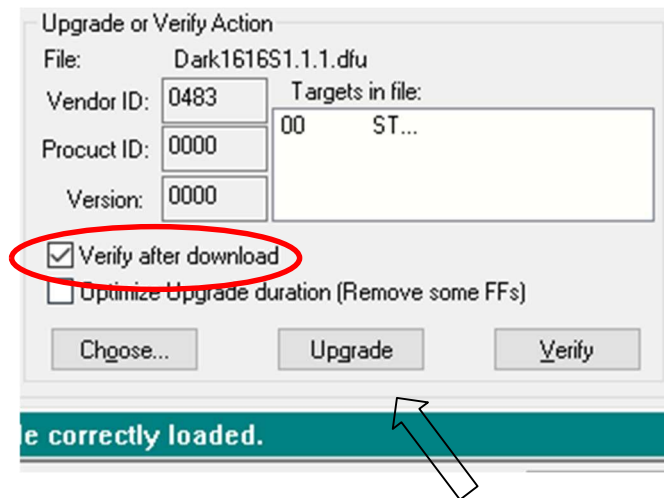 Upgrade or Verify Action
File: Dark1616S1.1.1.dfu
Vendor ID: 0483
Targets in file:
00 ST...
Procuct ID: 0000
Version: 0000
Verify after download
Optimize Upgrade duration (Remove some FFs)
Choose... Upgrade Verify
le correctly loaded.